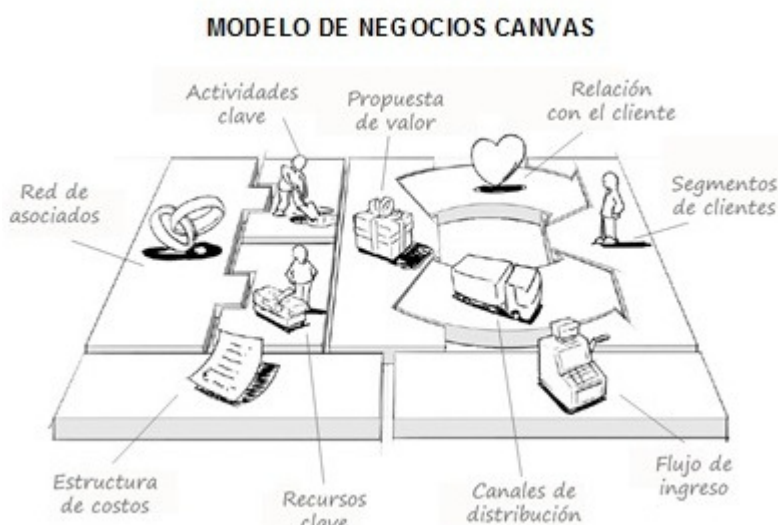 MODELO DE NEGOCIOS CANVAS
Actividades
clave
Propuesta
de valor
Relación
con el cliente
Red de
asociados
Segmentos
de clientes
Estructura
de costos
Recursos
clave
Canales de
distribución
Flujo de
ingreso